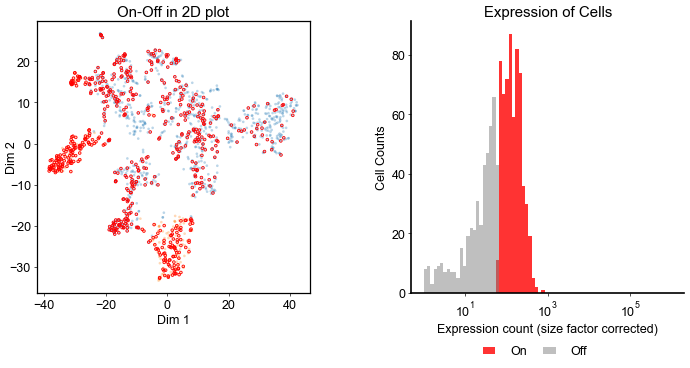 On-Off in 2D plot
Dim 2
20
10
0
−10
−20
−30
−40
−20
0
20
40
Dim 1
Expression of Cells
Cell Counts
80
60
40
20
0
10^1
10^3
10^5
Expression count (size factor corrected)
On
Off